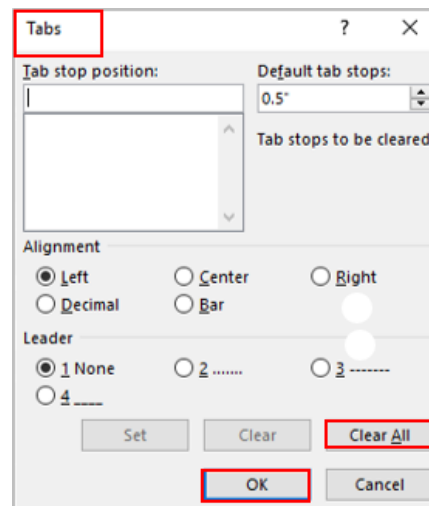 Tabs ? ×
Tab stop position: Default tab stops:
0.5"
Tab stops to be cleared
Alignment
Left Center Right
Decimal Bar
Leader
1 None 2 ....... 3 -------
4 ___
Set Clear Clear All
OK Cancel